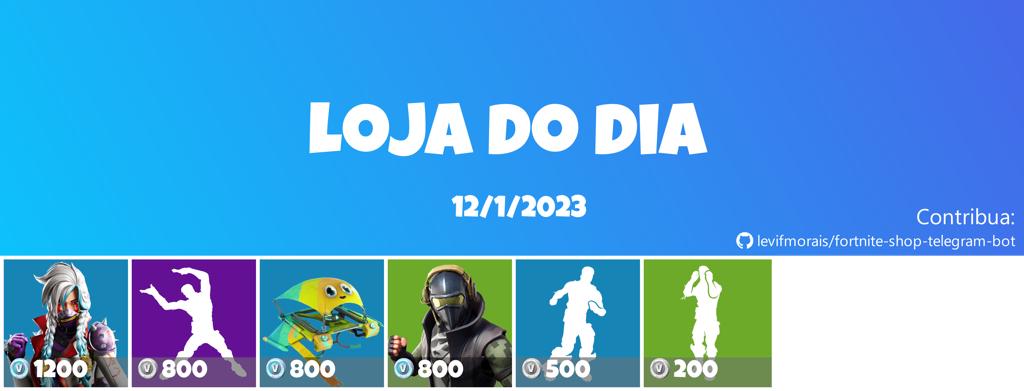 LOJA DO DIA
12/1/2023
Contribua:
levifmorais/fortnite-shop-telegram-bot
V 1200 V 800 V 800 V 800 V 500 V 200